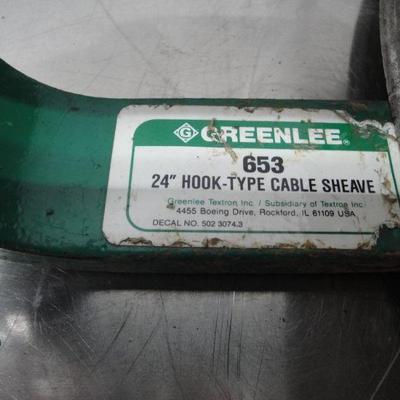 G GREENLEE®
653
24" HOOK-TYPE CABLE SHEAVE
Greenlee Textron Inc. / Subsidiary of Textron Inc.
4455 Boeing Drive, Rockford, IL 61109 USA
DECAL NO. 502 3074.3